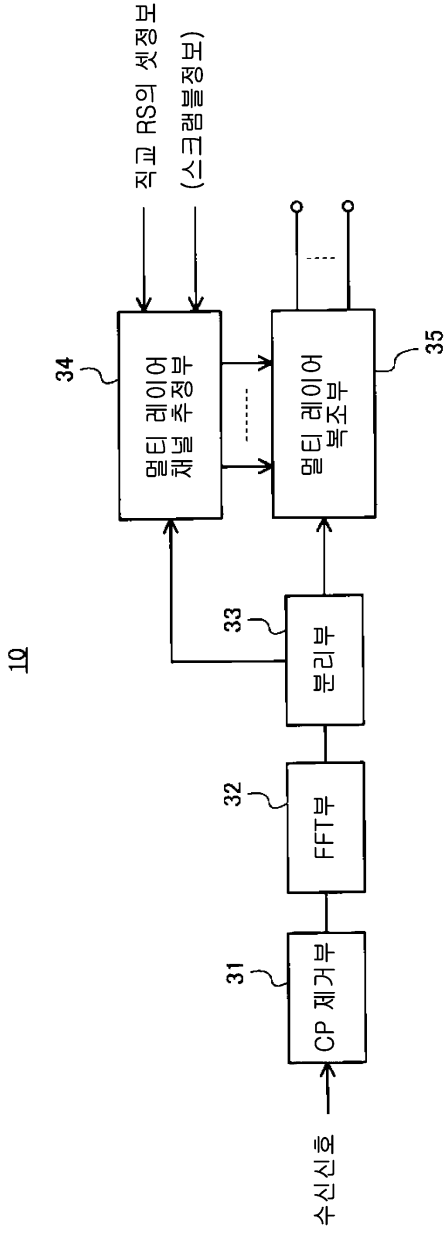 10
수신신호
31
CP 제거부
32
FFT부
33
분리부
34
멀티 레이어
채널 추정부
직교 RS의 셋정보
(스크램블정보)
멀티 레이어
복조부
35